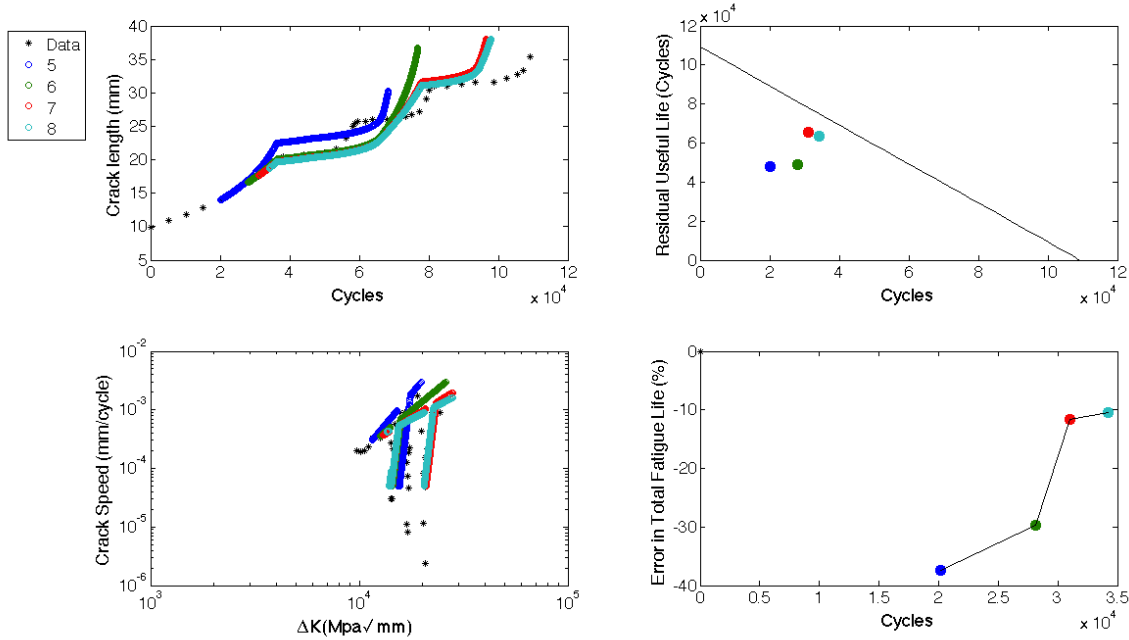 Data
5
6
7
8
40
35
30
25
20
15
10
5
Crack length (mm)
0 2 4 6 8 10 12
Cycles
x 10^4
x 10^4
12
10
8
6
4
2
0
Residual Useful Life (Cycles)
0 2 4 6 8 10 12
Cycles
x 10^4
10^-2
10^-3
10^-4
10^-5
10^-6
Crack Speed (mm/cycle)
10^3 10^4 10^5
ΔK(Mpa√ mm)
-0
-10
-20
-30
-40
Error in Total Fatigue Life (%)
0 0.5 1 1.5 2 2.5 3 3.5
Cycles
x 10^4